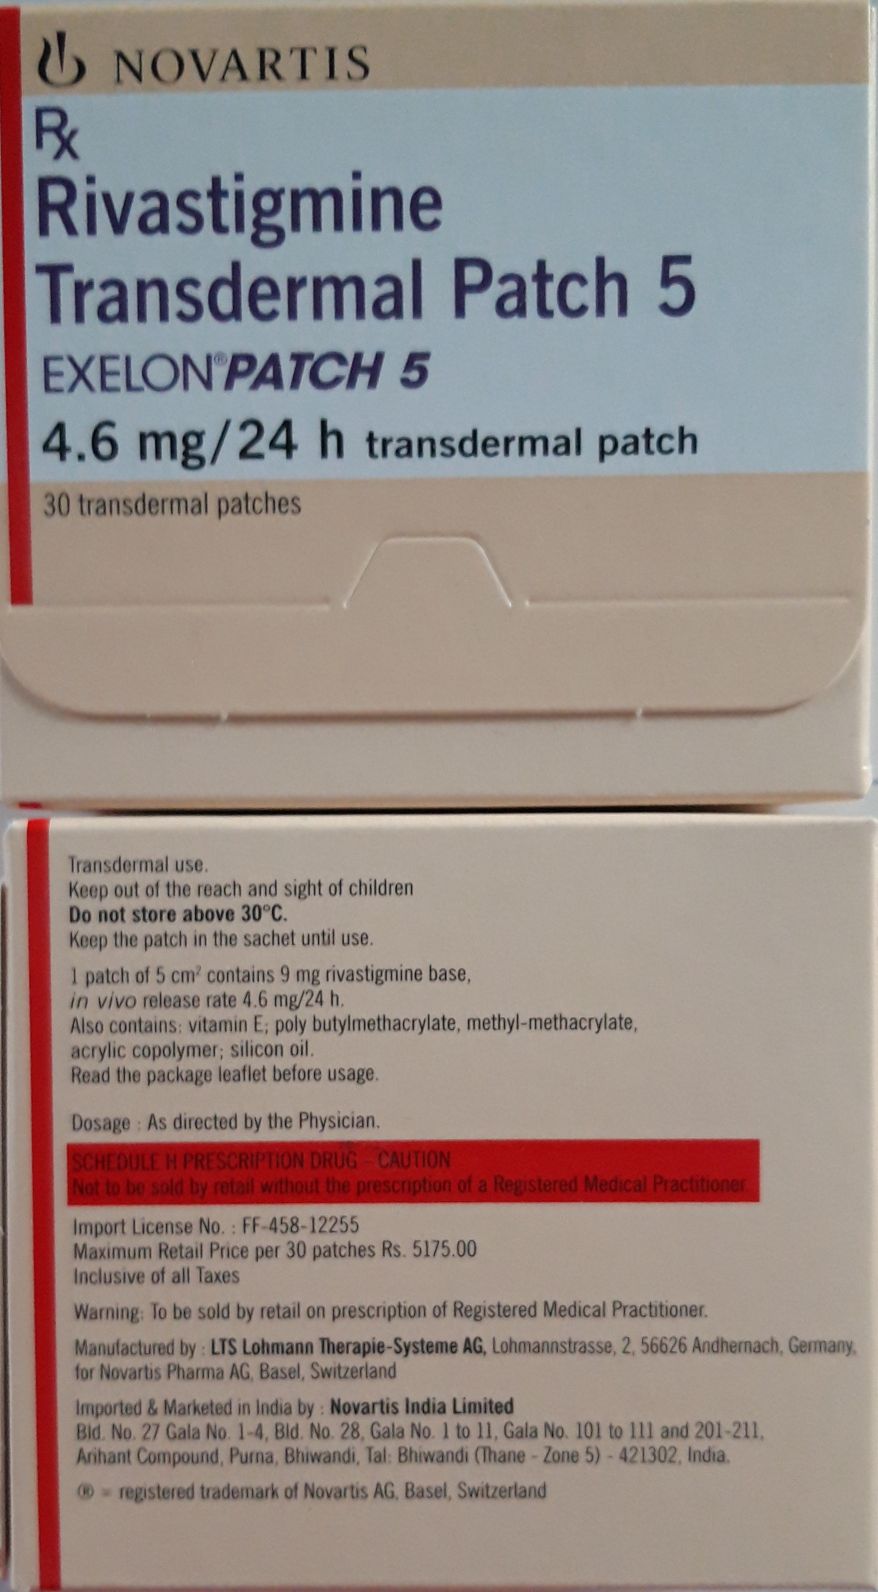 NOVARTIS
Rx
Rivastigmine
Transdermal Patch 5
EXELON® PATCH 5
4.6 mg/24 h transdermal patch
30 transdermal patches
Transdermal use.
Keep out of the reach and sight of children
Do not store above 30°C.
Keep the patch in the sachet until use.
1 patch of 5 cm² contains 9 mg rivastigmine base,
in vivo release rate 4.6 mg/24 h.
Also contains: vitamin E; poly butylmethacrylate, methyl-methacrylate,
acrylic copolymer; silicon oil.
Read the package leaflet before usage.
Dosage : As directed by the Physician.
SCHEDULE H PRESCRIPTION DRUG - CAUTION
Not to be sold by retail without the prescription of a Registered Medical Practitioner.
Import License No. : FF-458-12255
Maximum Retail Price per 30 patches Rs. 5175.00
Inclusive of all Taxes
Warning: To be sold by retail on prescription of Registered Medical Practitioner.
Manufactured by : LTS Lohmann Therapie-Systeme AG, Lohmannstrasse, 2, 56626 Andhernach, Germany,
for Novartis Pharma AG, Basel, Switzerland
Imported & Marketed in India by : Novartis India Limited
Bld. No. 27 Gala No. 1-4, Bld. No. 28, Gala No. 1 to 11, Gala No. 101 to 111 and 201-211,
Arihant Compound, Purna, Bhiwandi, Tal: Bhiwandi (Thane - Zone 5) - 421302, India.
® = registered trademark of Novartis AG, Basel, Switzerland